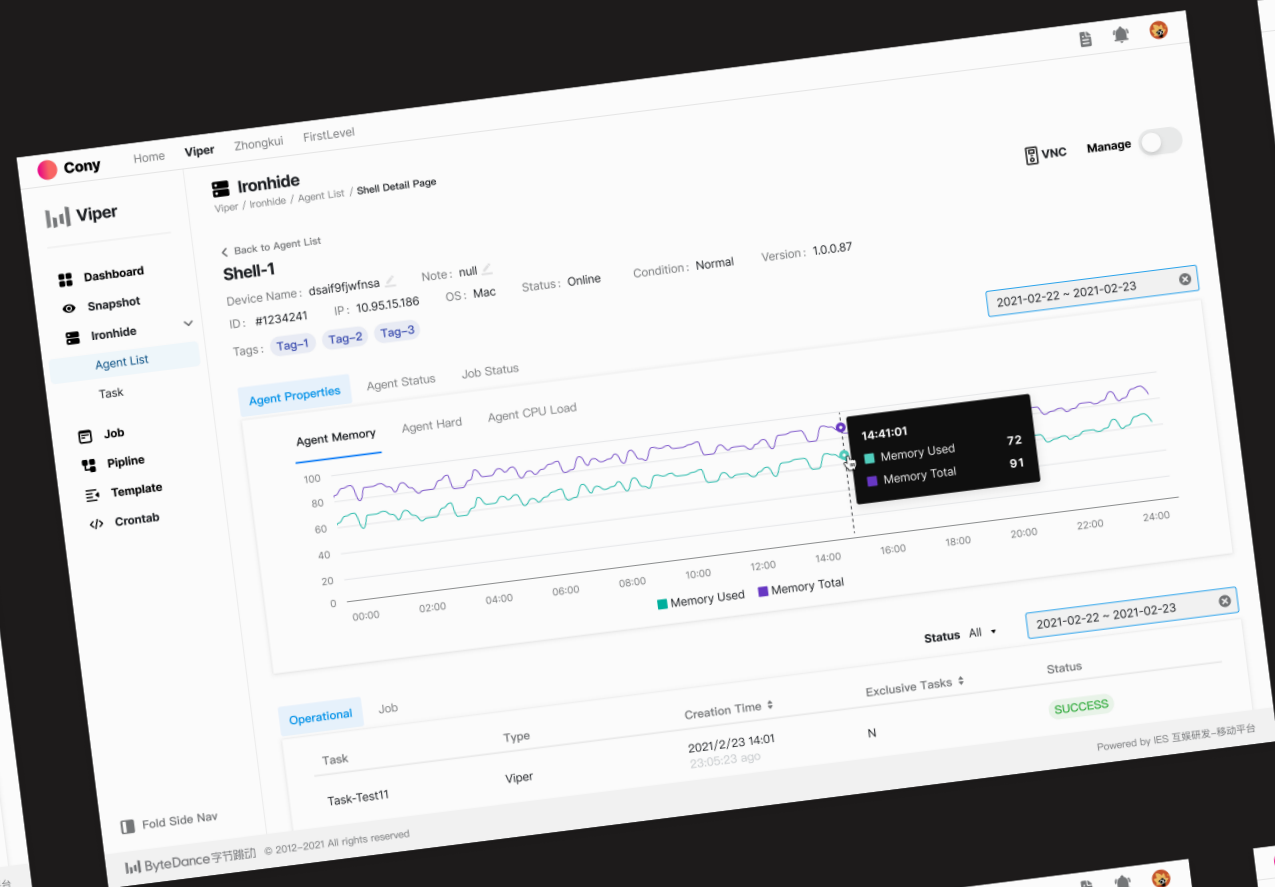 Cony
Home Viper Zhongkui FirstLevel
Viper
Dashboard
Snapshot
Ironhide
Agent List
Task
Job
Pipline
Template
Crontab
Fold Side Nav
Ironhide
Viper / Ironhide / Agent List / Shell Detail Page
VNC Manage
Back to Agent List
Shell-1
Device Name : dsaif9fjwfnsa Note : null
ID : #1234241 IP : 10.95.15.186 OS : Mac Status : Online Condition : Normal Version : 1.0.0.87
Tags : Tag-1 Tag-2 Tag-3
2021-02-22 ~ 2021-02-23
Agent Properties Agent Status Job Status
Agent Memory Agent Hard Agent CPU Load
100
80
60
40
20
0
00:00 02:00 04:00 06:00 08:00 10:00 12:00 14:00 16:00 18:00 20:00 22:00 24:00
14:41:01
Memory Used 72
Memory Total 91
Memory Used Memory Total
Status All
2021-02-22 ~ 2021-02-23
Operational Job
Task Type Creation Time Exclusive Tasks Status
Task-Test11 Viper 2021/2/23 14:01 N SUCCESS
23:05:23 ago
ByteDance字节跳动 © 2012-2021 All rights reserved
Powered by IES 互娱研发-移动平台